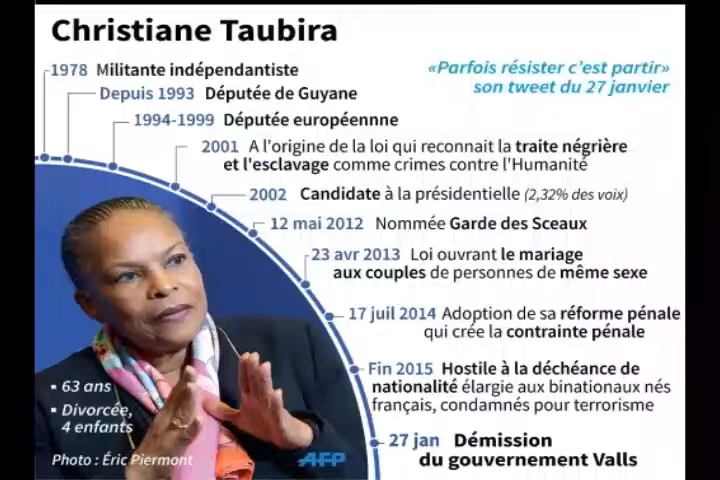 Christiane Taubira
1978 Militante indépendantiste
«Parfois résister c'est partir»
son tweet du 27 janvier
Depuis 1993 Députée de Guyane
1994-1999 Députée européennne
2001 A l'origine de la loi qui reconnait la traite négrière
et l'esclavage comme crimes contre l'Humanité
2002 Candidate à la présidentielle (2,32% des voix)
12 mai 2012 Nommée Garde des Sceaux
23 avr 2013 Loi ouvrant le mariage
aux couples de personnes de même sexe
17 juil 2014 Adoption de sa réforme pénale
qui crée la contrainte pénale
Fin 2015 Hostile à la déchéance de
nationalité élargie aux binationaux nés
français, condamnés pour terrorisme
27 jan Démission
du gouvernement Valls
▪ 63 ans
▪ Divorcée,
4 enfants
Photo : Éric Piermont
AFP